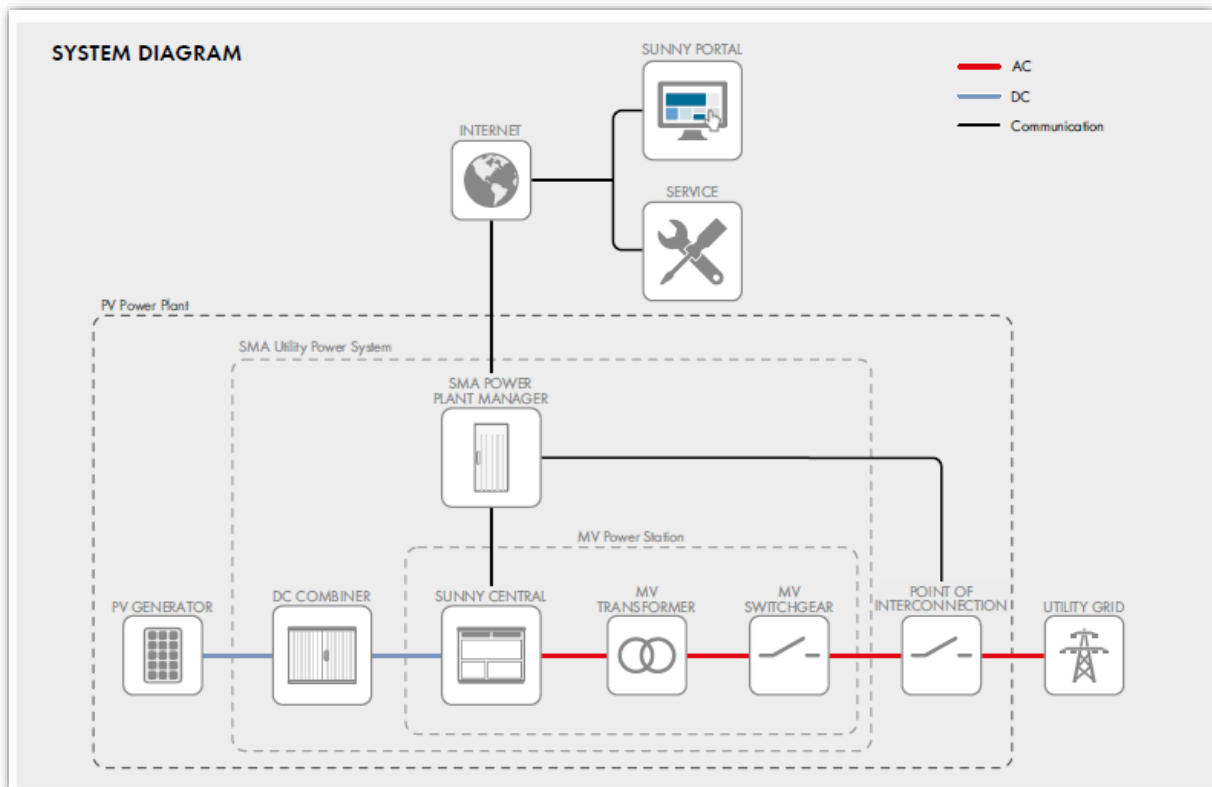 SYSTEM DIAGRAM
SUNNY PORTAL
AC
DC
Communication
INTERNET
SERVICE
PV Power Plant
SMA Utility Power System
SMA POWER
PLANT MANAGER
MV Power Station
PV GENERATOR
DC COMBINER
SUNNY CENTRAL
MV
TRANSFORMER
MV
SWITCHGEAR
POINT OF
INTERCONNECTION
UTILITY GRID